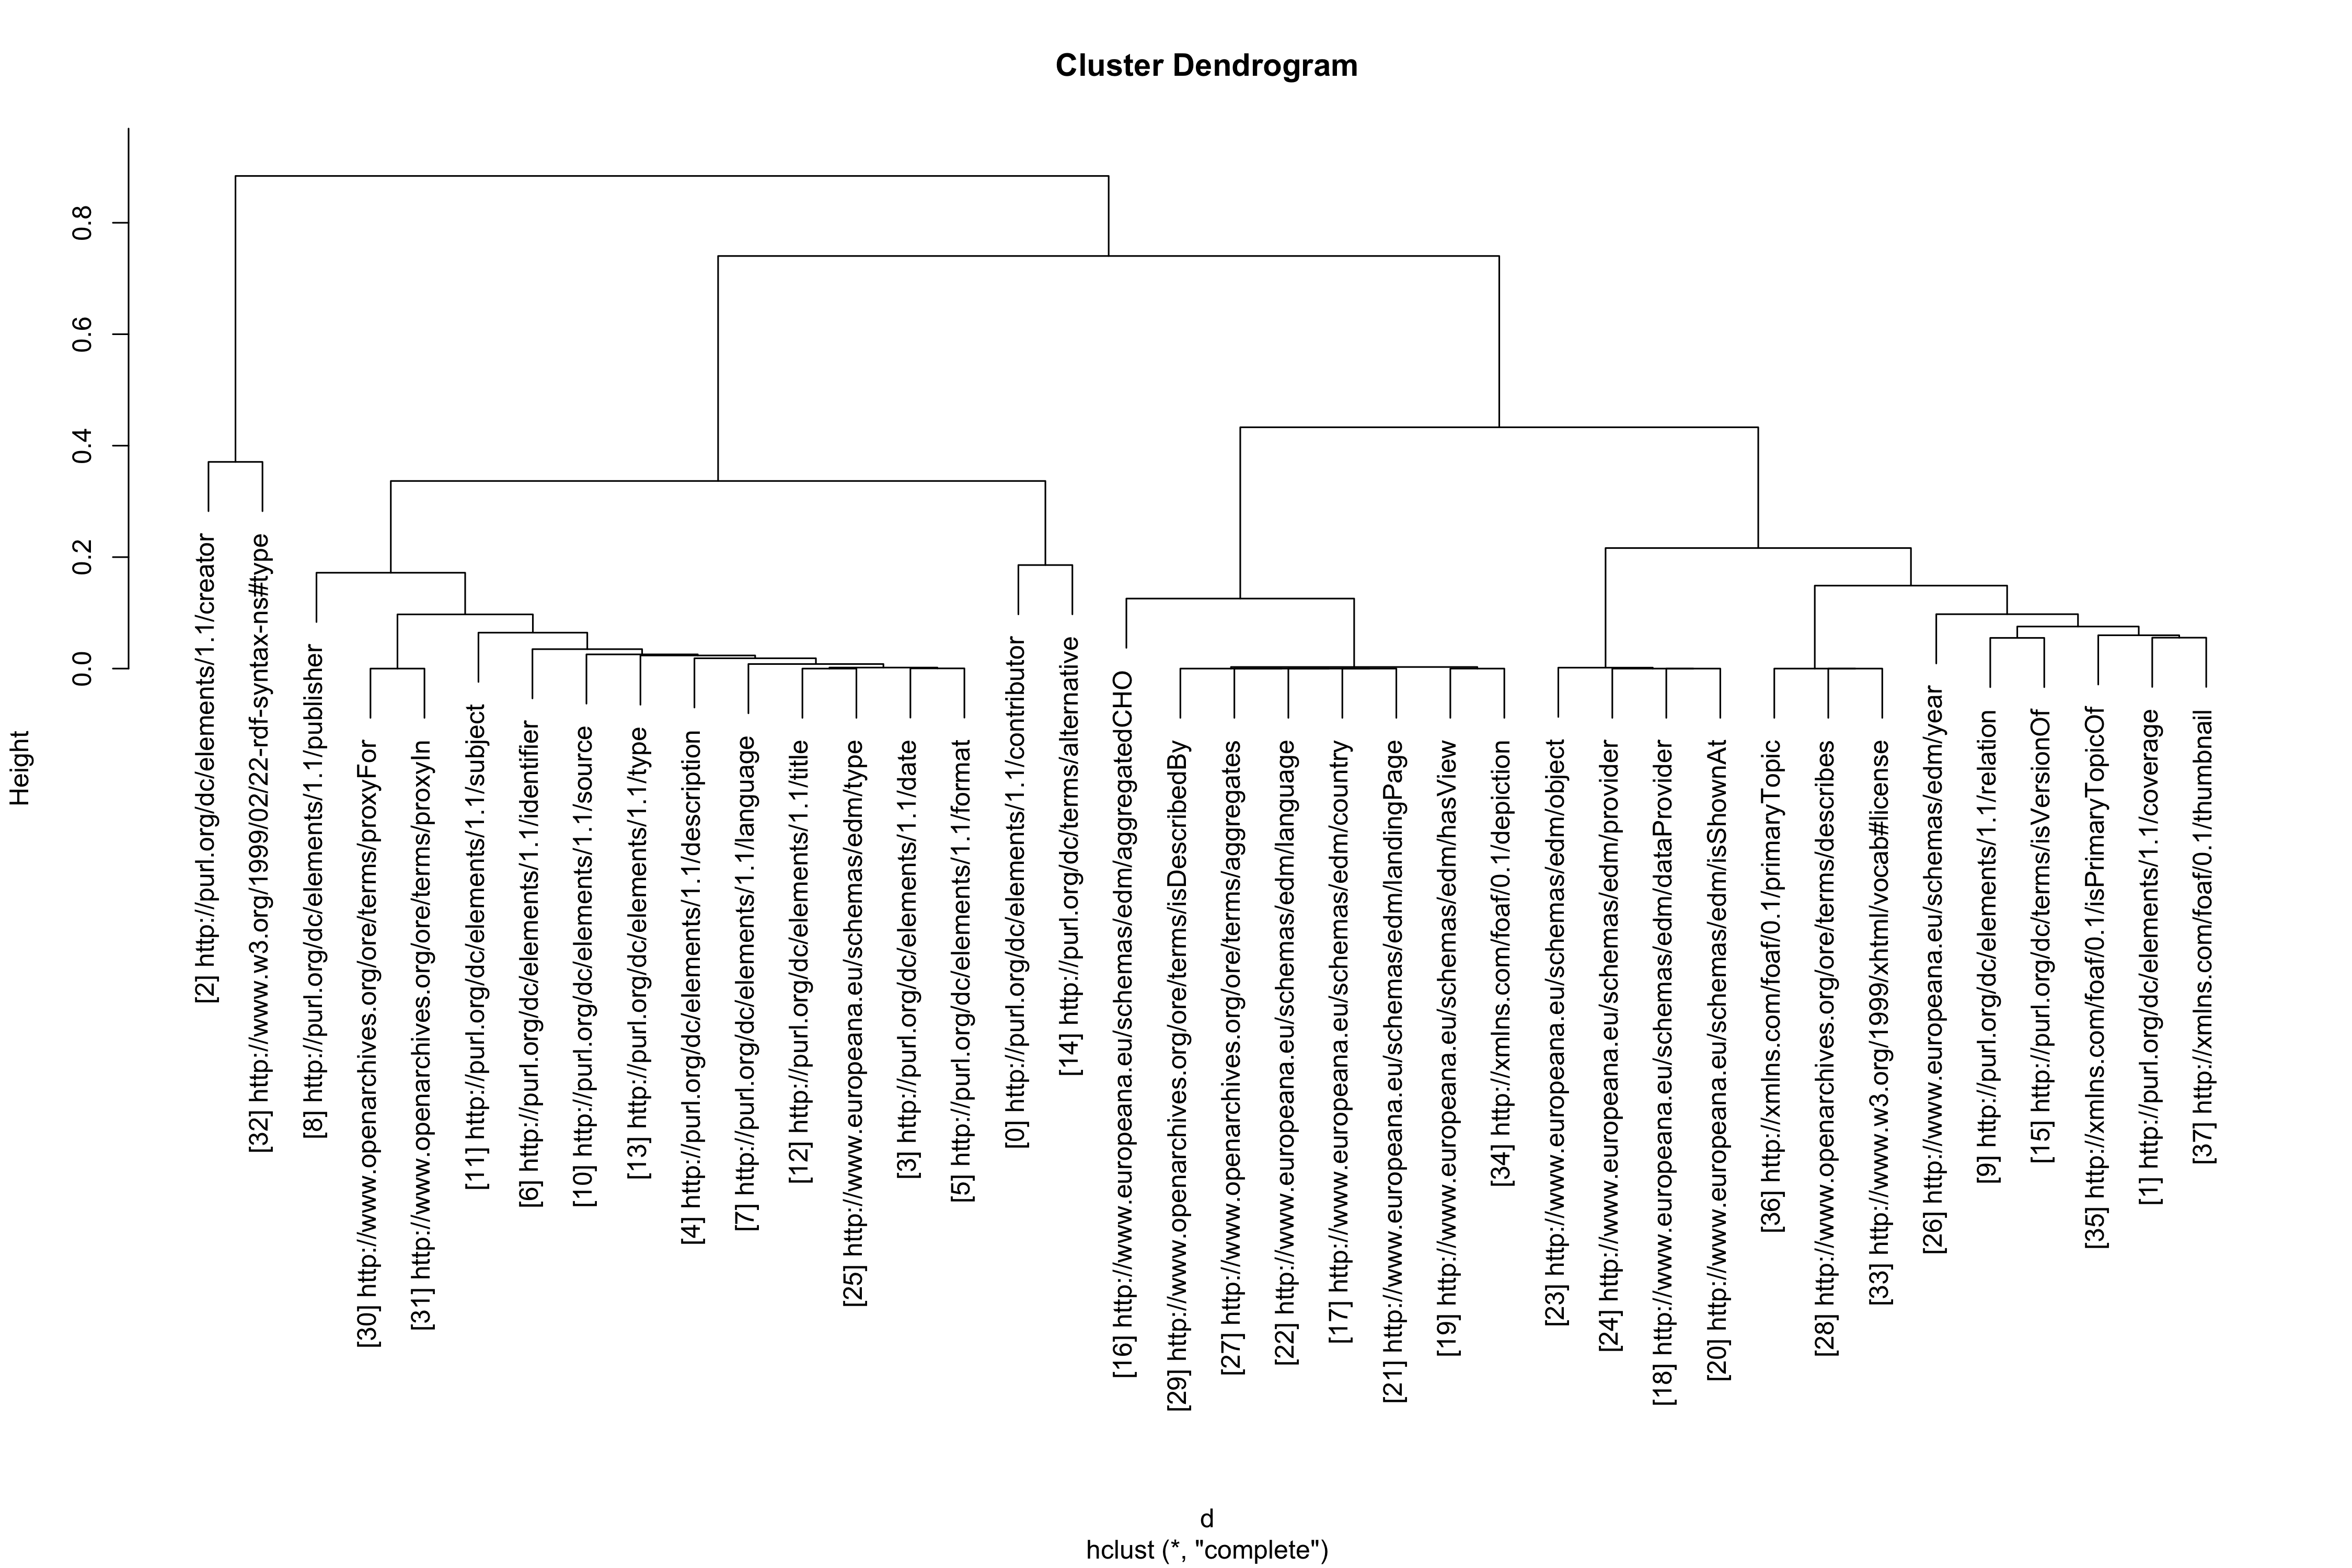 Cluster Dendrogram
Height
0.0
0.2
0.4
0.6
0.8
[2] http://purl.org/dc/elements/1.1/creator
[32] http://www.w3.org/1999/02/22-rdf-syntax-ns#type
[8] http://purl.org/dc/elements/1.1/publisher
[30] http://www.openarchives.org/ore/terms/proxyFor
[31] http://www.openarchives.org/ore/terms/proxyIn
[11] http://purl.org/dc/elements/1.1/subject
[6] http://purl.org/dc/elements/1.1/identifier
[10] http://purl.org/dc/elements/1.1/source
[13] http://purl.org/dc/elements/1.1/type
[4] http://purl.org/dc/elements/1.1/description
[7] http://purl.org/dc/elements/1.1/language
[12] http://purl.org/dc/elements/1.1/title
[25] http://www.europeana.eu/schemas/edm/type
[3] http://purl.org/dc/elements/1.1/date
[5] http://purl.org/dc/elements/1.1/format
[0] http://purl.org/dc/elements/1.1/contributor
[14] http://purl.org/dc/terms/alternative
[16] http://www.europeana.eu/schemas/edm/aggregatedCHO
[29] http://www.openarchives.org/ore/terms/isDescribedBy
[27] http://www.openarchives.org/ore/terms/aggregates
[22] http://www.europeana.eu/schemas/edm/language
[17] http://www.europeana.eu/schemas/edm/country
[21] http://www.europeana.eu/schemas/edm/landingPage
[19] http://www.europeana.eu/schemas/edm/hasView
[34] http://xmlns.com/foaf/0.1/depiction
[23] http://www.europeana.eu/schemas/edm/object
[24] http://www.europeana.eu/schemas/edm/provider
[18] http://www.europeana.eu/schemas/edm/dataProvider
[20] http://www.europeana.eu/schemas/edm/isShownAt
[36] http://xmlns.com/foaf/0.1/primaryTopic
[28] http://www.openarchives.org/ore/terms/describes
[33] http://www.w3.org/1999/xhtml/vocab#license
[26] http://www.europeana.eu/schemas/edm/year
[9] http://purl.org/dc/elements/1.1/relation
[15] http://purl.org/dc/terms/isVersionOf
[35] http://xmlns.com/foaf/0.1/isPrimaryTopicOf
[1] http://purl.org/dc/elements/1.1/coverage
[37] http://xmlns.com/foaf/0.1/thumbnail
d
hclust (*, "complete")